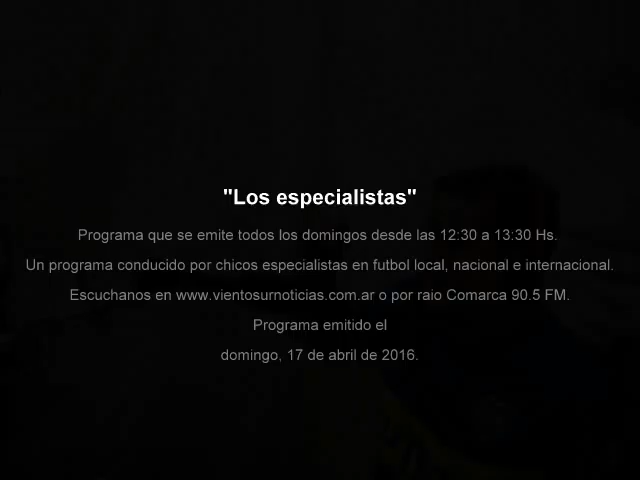 "Los especialistas"
Programa que se emite todos los domingos desde las 12:30 a 13:30 Hs.
Un programa conducido por chicos especialistas en futbol local, nacional e internacional.
Escuchanos en www.vientosurnoticias.com.ar o por raio Comarca 90.5 FM.
Programa emitido el
domingo, 17 de abril de 2016.